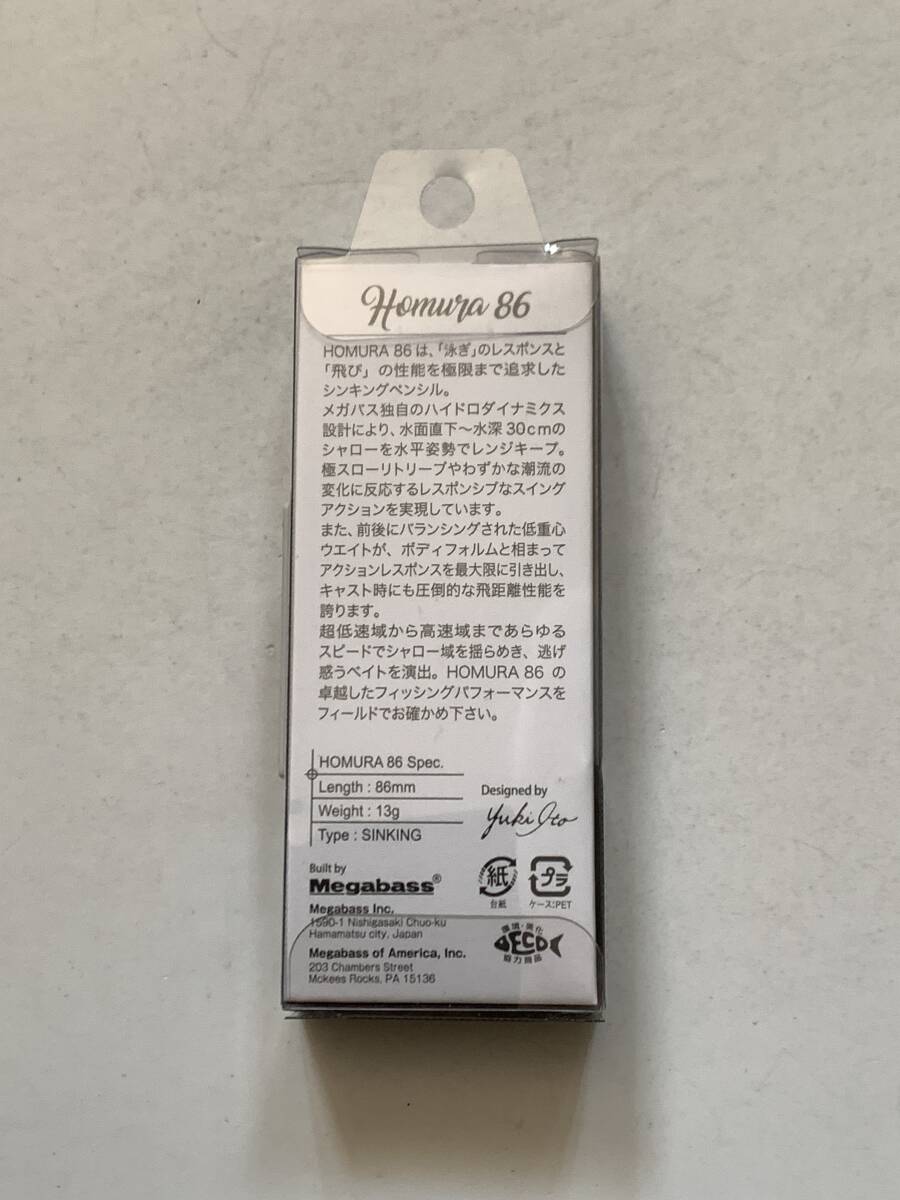 Homura 86
HOMURA 86 は、「泳ぎ」のレスポンスと
「飛び」の性能を極限まで追求した
シンキングペンシル。
メガバス独自のハイドロダイナミクス
設計により、水面直下〜水深30cmの
シャローを水平姿勢でレンジキープ。
極スローリトリーブやわずかな潮流の
変化に反応するレスポンシブなスイング
アクションを実現しています。
また、前後にバランシングされた低重心
ウエイトが、ボディフォルムと相まって
アクションレスポンスを最大限に引き出し、
キャスト時にも圧倒的な飛距離性能を
誇ります。
超低速域から高速域まであらゆる
スピードでシャロー域を揺らめき、逃げ
惑うベイトを演出。HOMURA 86 の
卓越したフィッシングパフォーマンスを
フィールドでお確かめ下さい。
HOMURA 86 Spec.
Length : 86mm
Weight : 13g
Type : SINKING
Designed by
Yuki Ito
Built by
Megabass®
Megabass Inc.
1590-1 Nishigasaki Chuo-ku
Hamamatsu city, Japan
Megabass of America, Inc.
203 Chambers Street
Mckees Rocks, PA 15136
紙
台紙
プラ
ケース:PET
環境・美化
ECO
協力商品